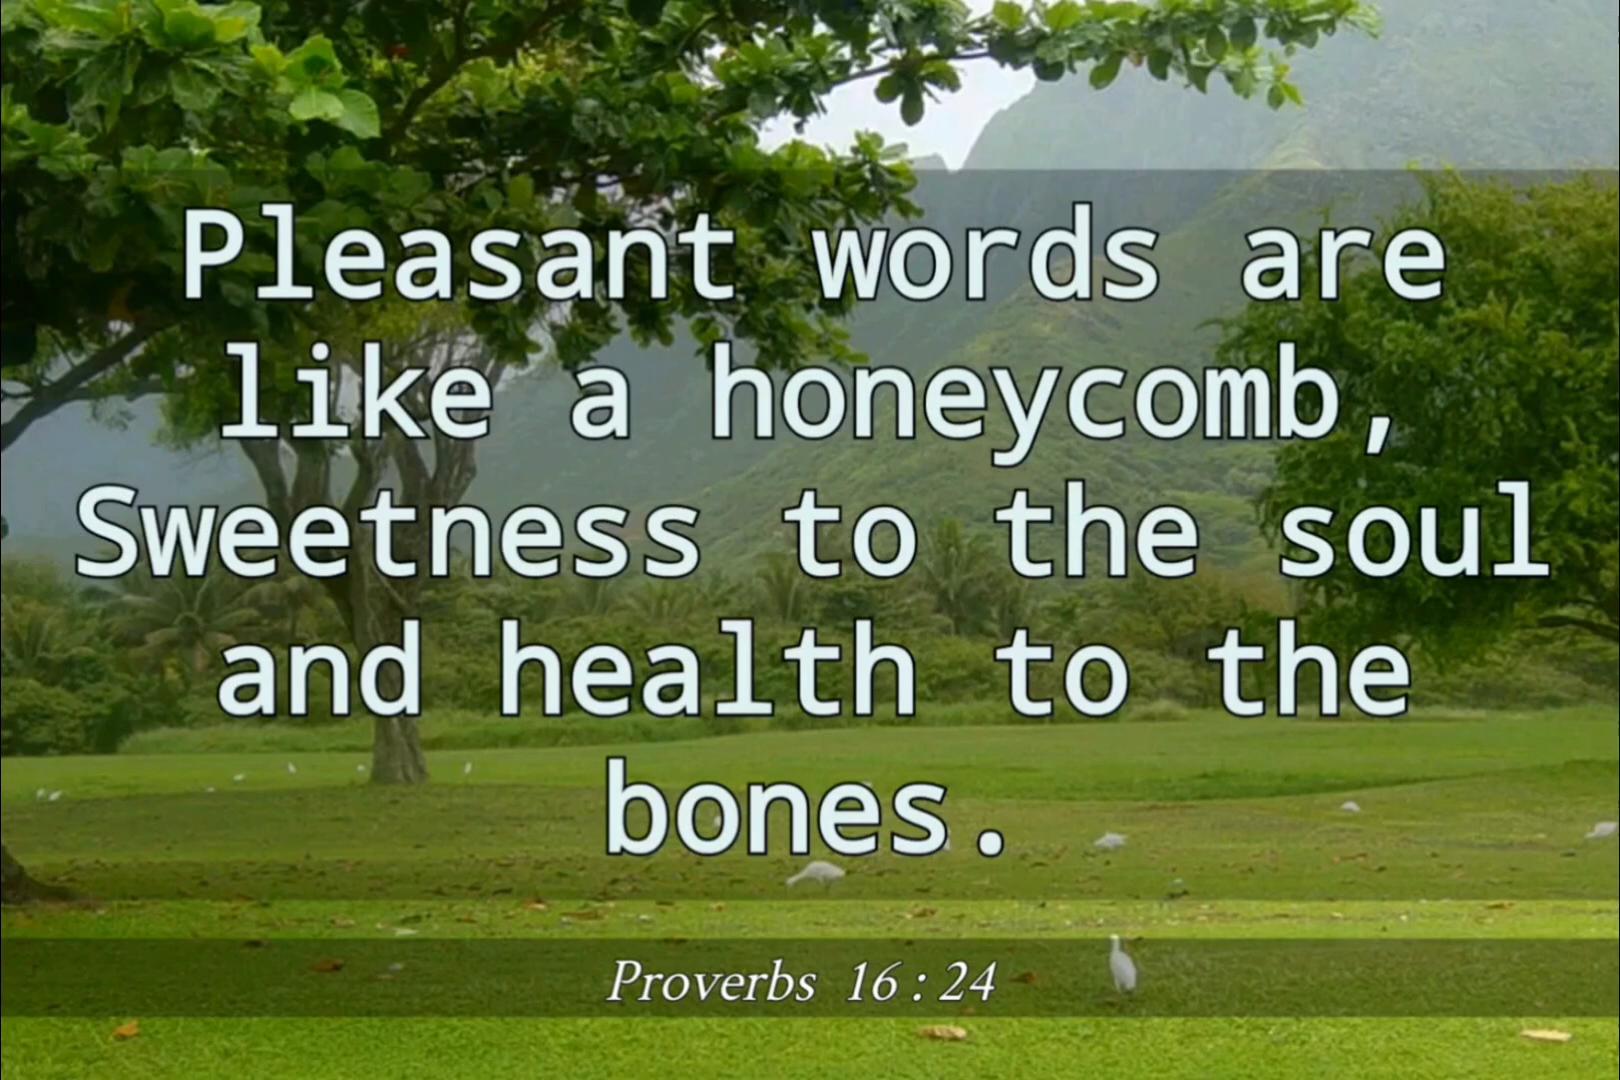 Pleasant words are
like a honeycomb,
Sweetness to the soul
and health to the
bones.
Proverbs 16:24